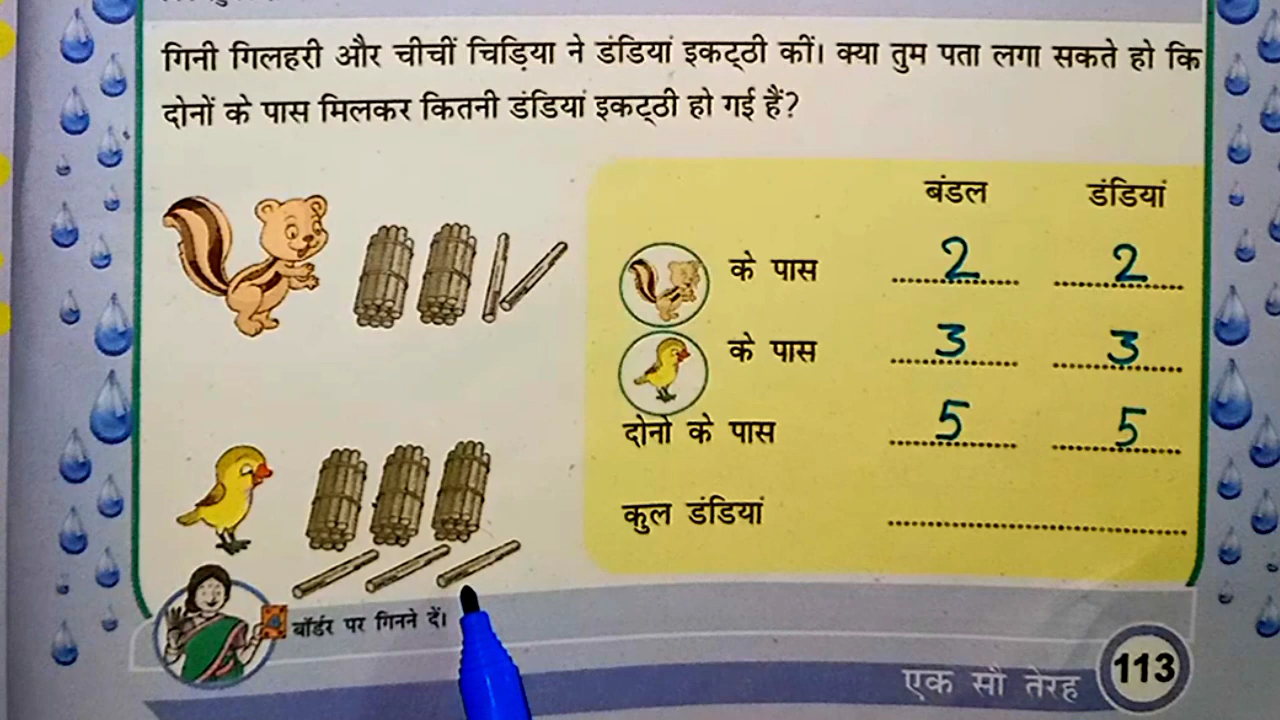 गिनी गिलहरी और चीचीं चिड़िया ने डंडियां इकट्ठी कीं। क्या तुम पता लगा सकते हो कि
दोनों के पास मिलकर कितनी डंडियां इकट्ठी हो गई हैं?
बंडल डंडियां
के पास 2 2
के पास 3 3
दोनो के पास 5 5
कुल डंडियां
बॉर्डर पर गिनने दें।
एक सौ तेरह 113